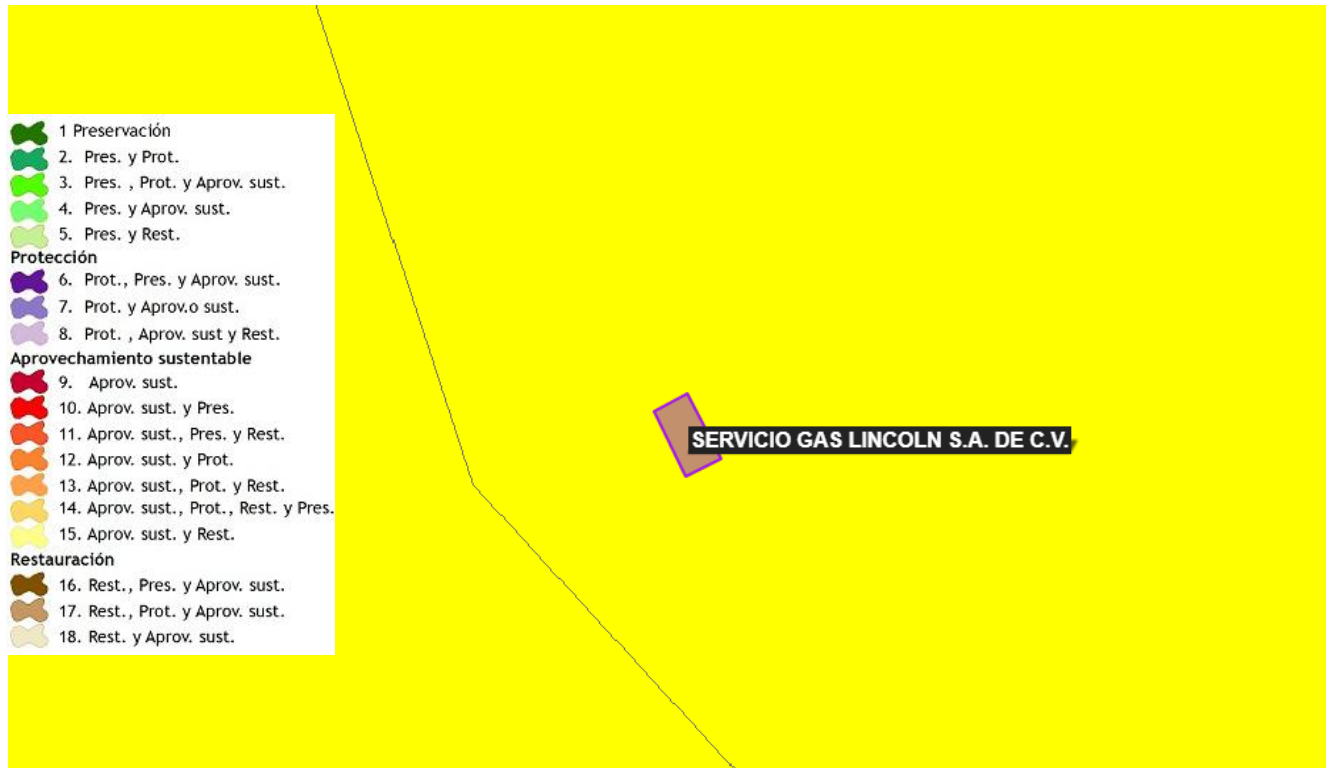 1 Preservación
2. Pres. y Prot.
3. Pres. , Prot. y Aprov. sust.
4. Pres. y Aprov. sust.
5. Pres. y Rest.
Protección
6. Prot., Pres. y Aprov. sust.
7. Prot. y Aprov.o sust.
8. Prot. , Aprov. sust y Rest.
Aprovechamiento sustentable
9. Aprov. sust.
10. Aprov. sust. y Pres.
11. Aprov. sust., Pres. y Rest.
12. Aprov. sust. y Prot.
13. Aprov. sust., Prot. y Rest.
14. Aprov. sust., Prot., Rest. y Pres.
15. Aprov. sust. y Rest.
Restauración
16. Rest., Pres. y Aprov. sust.
17. Rest., Prot. y Aprov. sust.
18. Rest. y Aprov. sust.
SERVICIO GAS LINCOLN S.A. DE C.V.